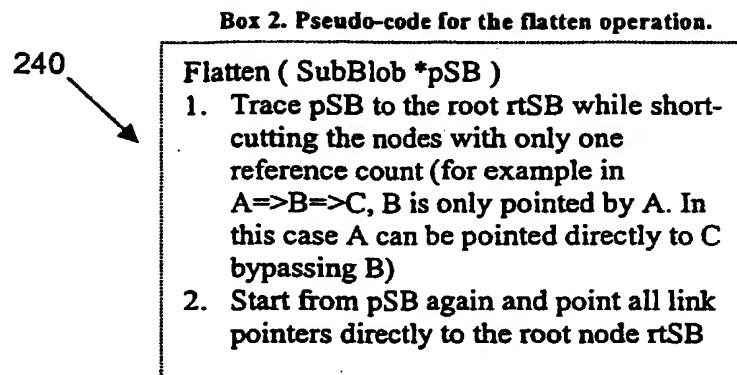 Box 2. Pseudo-code for the flatten operation.
240
Flatten ( SubBlob *pSB )
1. Trace pSB to the root rtSB while short-
cutting the nodes with only one
reference count (for example in
A=>B=>C, B is only pointed by A. In
this case A can be pointed directly to C
bypassing B)
2. Start from pSB again and point all link
pointers directly to the root node rtSB